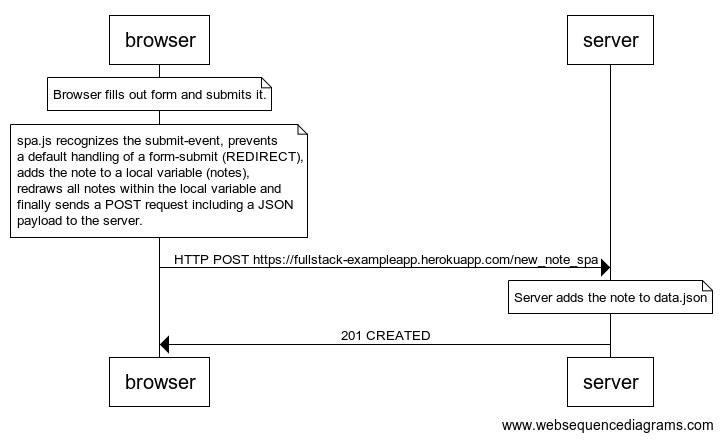 browser
server
Browser fills out form and submits it.
spa.js recognizes the submit-event, prevents
a default handling of a form-submit (REDIRECT),
adds the note to a local variable (notes),
redraws all notes within the local variable and
finally sends a POST request including a JSON
payload to the server.
HTTP POST https://fullstack-exampleapp.herokuapp.com/new_note_spa
Server adds the note to data.json
201 CREATED
browser
server
www.websequencediagrams.com